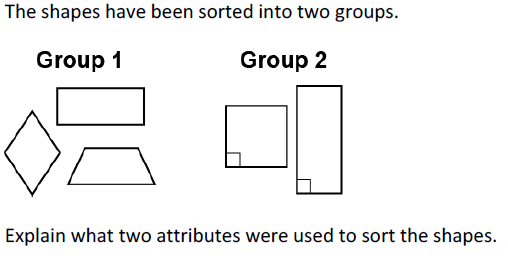 The shapes have been sorted into two groups.
Group 1 Group 2
Explain what two attributes were used to sort the shapes.